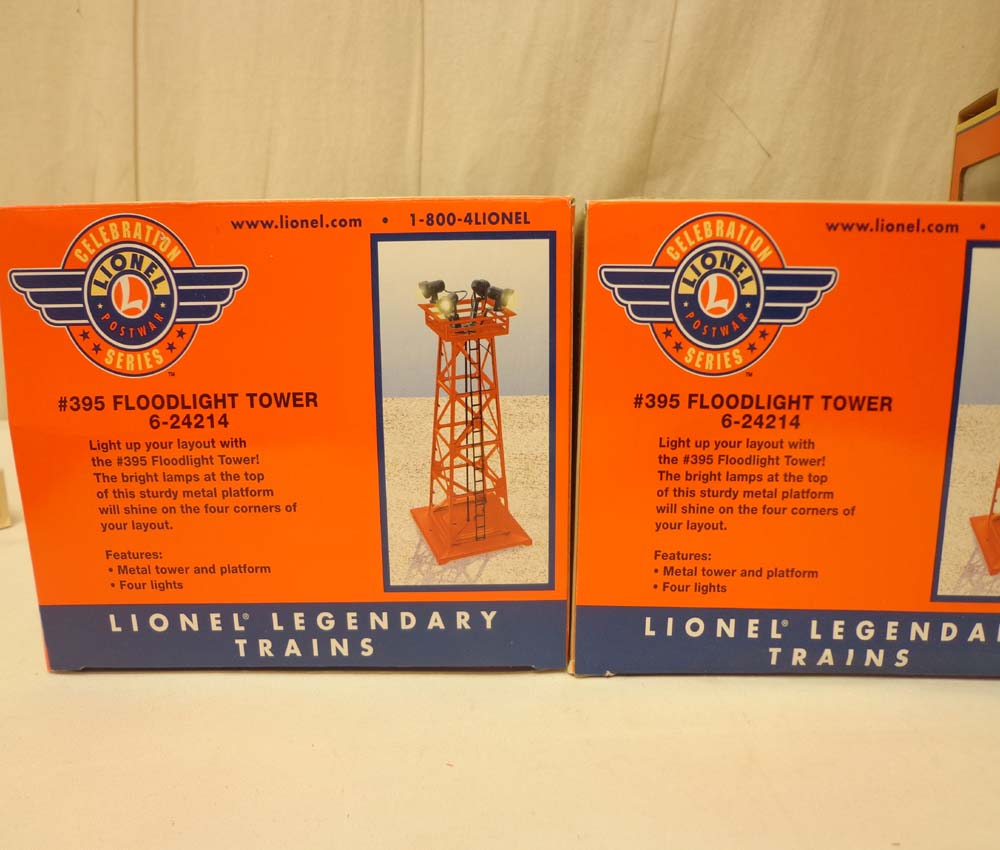 www.lionel.com • 1-800-4LIONEL
CELEBRATION
LIONEL
L
POSTWAR
SERIES
™
#395 FLOODLIGHT TOWER
6-24214
Light up your layout with
the #395 Floodlight Tower!
The bright lamps at the top
of this sturdy metal platform
will shine on the four corners of
your layout.
Features:
• Metal tower and platform
• Four lights
LIONEL® LEGENDARY
TRAINS
www.lionel.com •
CELEBRATION
LIONEL
L
POSTWAR
SERIES
™
#395 FLOODLIGHT TOWER
6-24214
Light up your layout with
the #395 Floodlight Tower!
The bright lamps at the top
of this sturdy metal platform
will shine on the four corners of
your layout.
Features:
• Metal tower and platform
• Four lights
LIONEL® LEGENDA
TRAINS